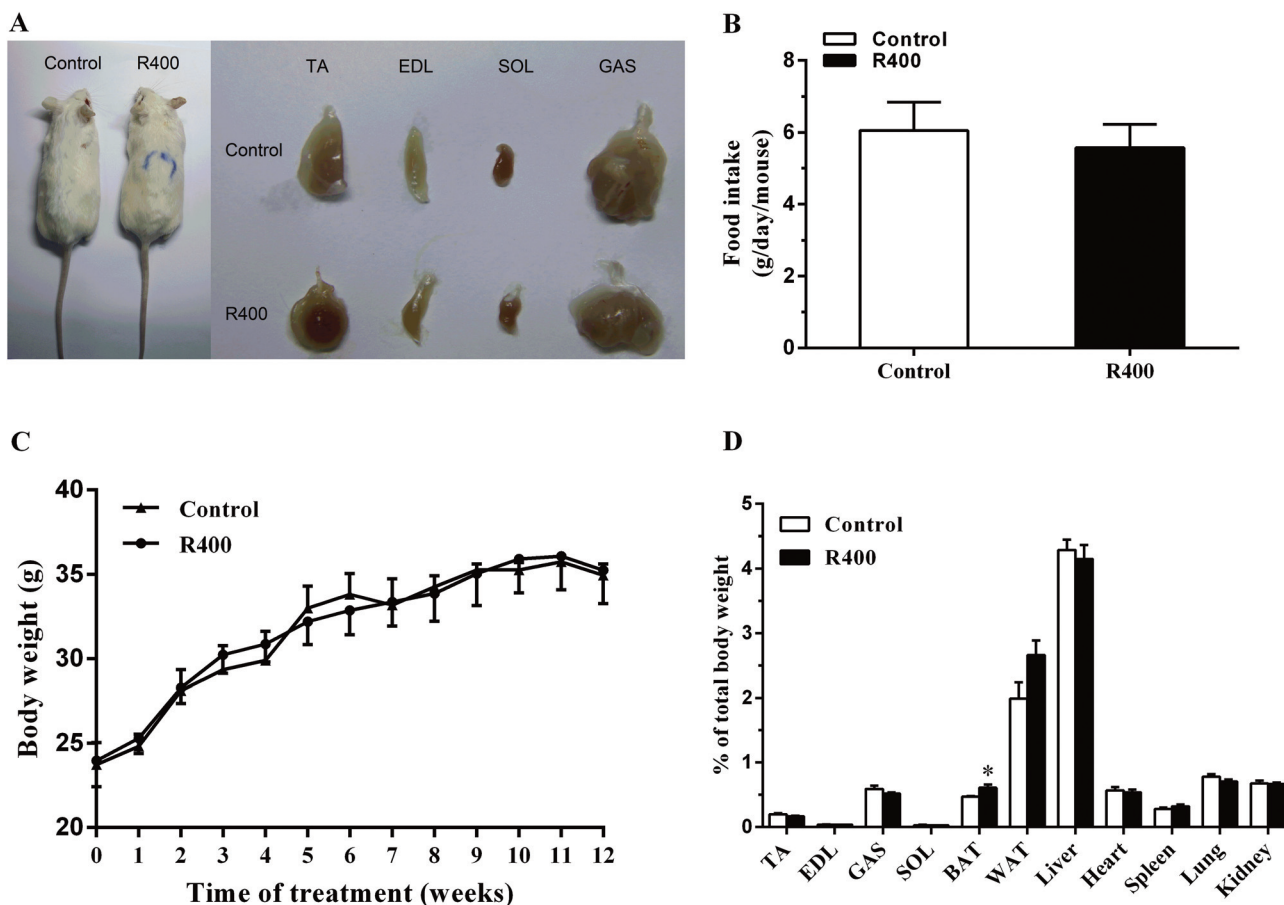 A
Control R400
TA EDL SOL GAS
Control
R400
B
Control
R400
Food intake
(g/day/mouse)
8
6
4
2
0
Control R400
C
Control
R400
Body weight (g)
40
35
30
25
20
0 1 2 3 4 5 6 7 8 9 10 11 12
Time of treatment (weeks)
D
Control
R400
% of total body weight
5
4
3
2
1
0
*
TA EDL GAS SOL BAT WAT Liver Heart Spleen Lung Kidney